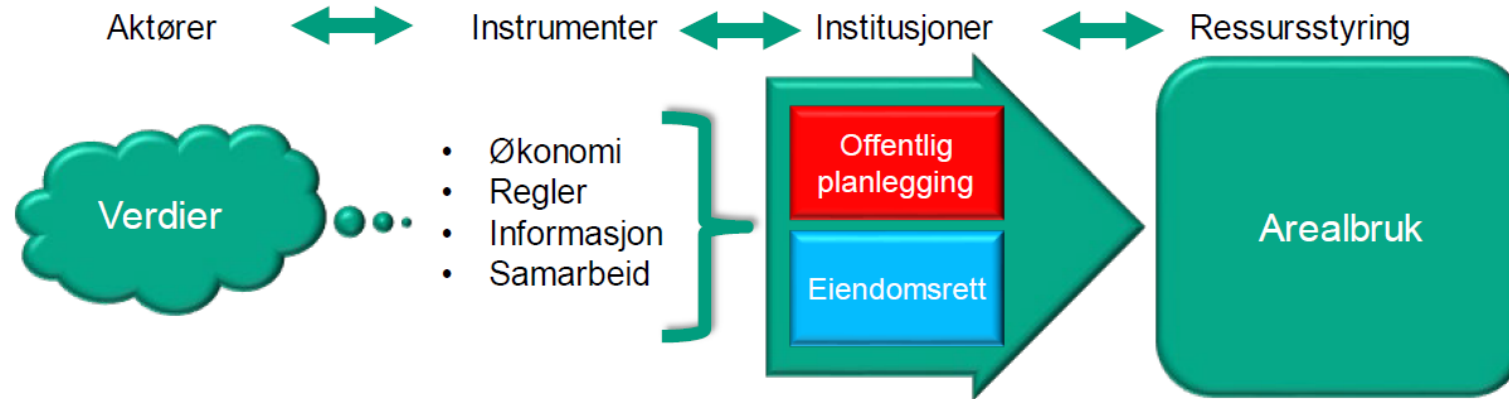 Aktører
Instrumenter
Institusjoner
Ressursstyring
Verdier
• Økonomi
• Regler
• Informasjon
• Samarbeid
Offentlig
planlegging
Eiendomsrett
Arealbruk